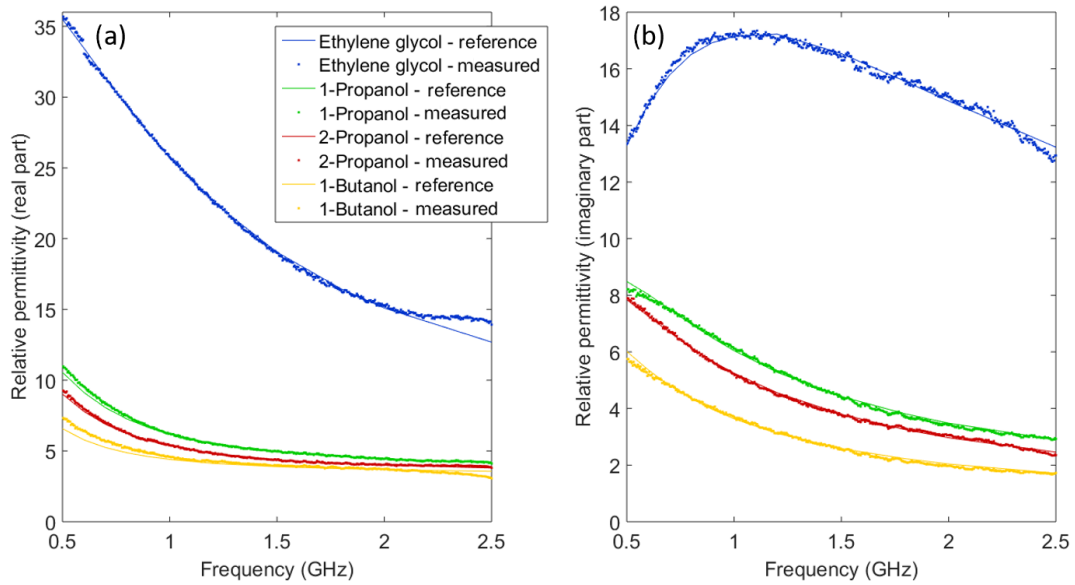 (a)
Ethylene glycol - reference
Ethylene glycol - measured
1-Propanol - reference
1-Propanol - measured
2-Propanol - reference
2-Propanol - measured
1-Butanol - reference
1-Butanol - measured
Relative permittivity (real part)
35
30
25
20
15
10
5
0
0.5 1 1.5 2 2.5
Frequency (GHz)
(b)
Relative permittivity (imaginary part)
18
16
14
12
10
8
6
4
2
0
0.5 1 1.5 2 2.5
Frequency (GHz)